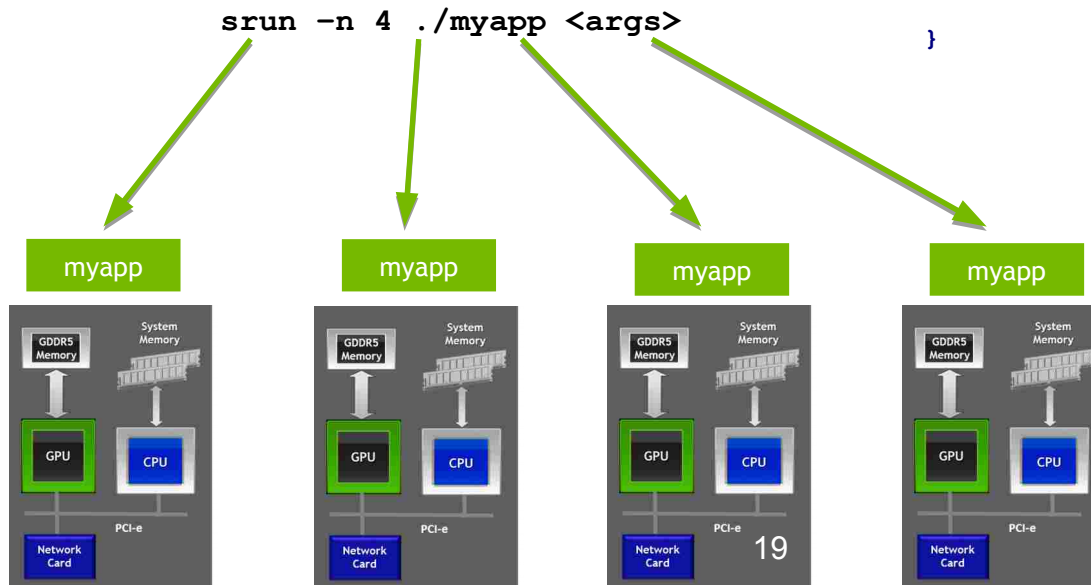 srun –n 4 ./myapp <args>
}
myapp
myapp
myapp
myapp
GDDR5
Memory
System
Memory
GPU
CPU
PCI-e
Network
Card
GDDR5
Memory
System
Memory
GPU
CPU
PCI-e
Network
Card
GDDR5
Memory
System
Memory
GPU
CPU
PCI-e
Network
Card
19
GDDR5
Memory
System
Memory
GPU
CPU
PCI-e
Network
Card